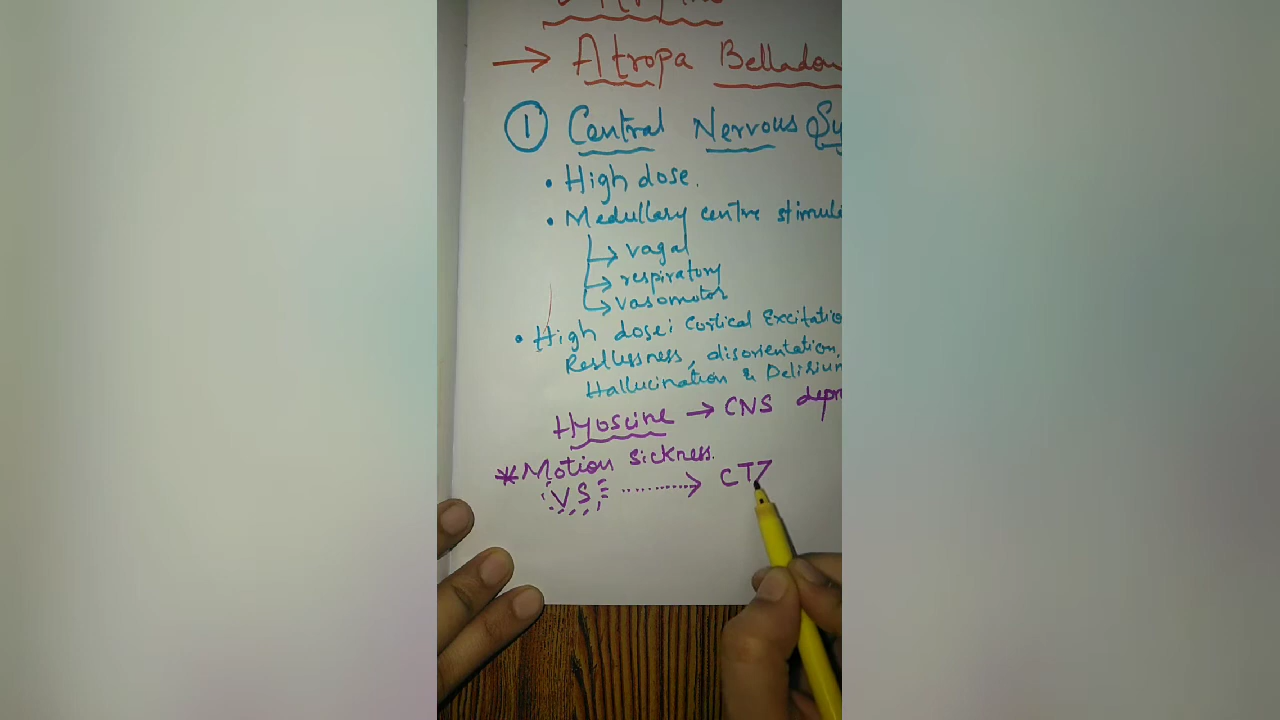 → Atropa Belladon
① Central Nervous Sy
• High dose.
• Medullary centre stimul
→ vagal
→ respiratory
→ vasomotor
• High dose: Cortical Excitatio
Restlessness, disorientation,
Hallucination & Delirium
Hyoscine → CNS depr
*Motion sickness.
VS → CTZ